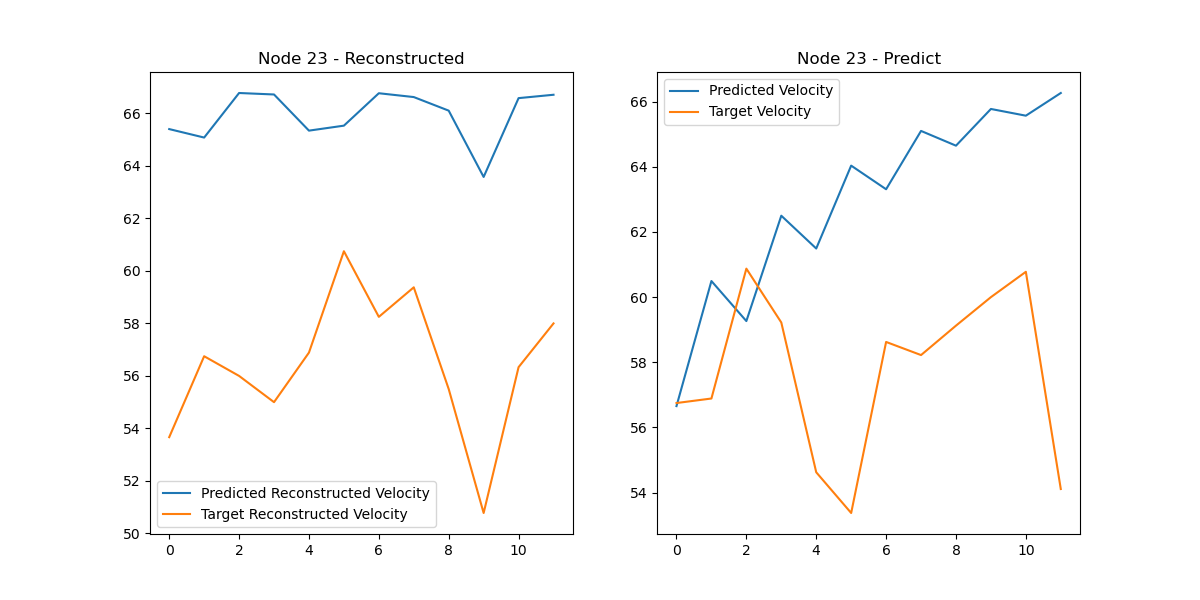 Node 23 - Reconstructed
66
64
62
60
58
56
54
52
50
0 2 4 6 8 10
Predicted Reconstructed Velocity
Target Reconstructed Velocity
Node 23 - Predict
Predicted Velocity
Target Velocity
66
64
62
60
58
56
54
0 2 4 6 8 10